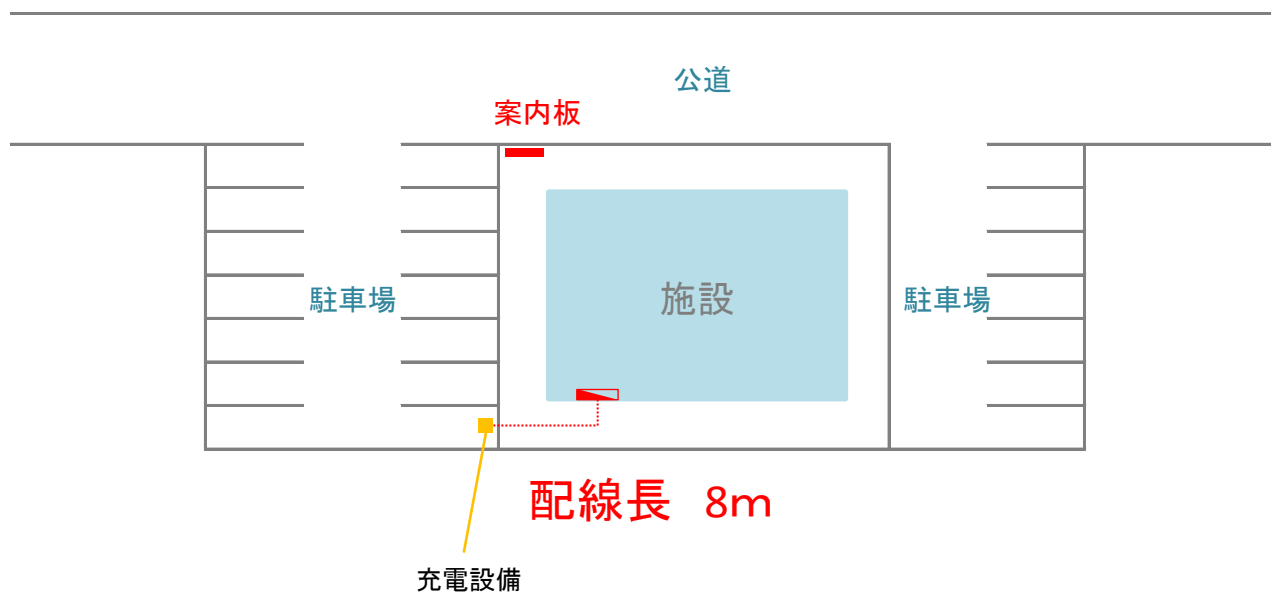 公道
案内板
駐車場
施設
駐車場
配線長　8m
充電設備